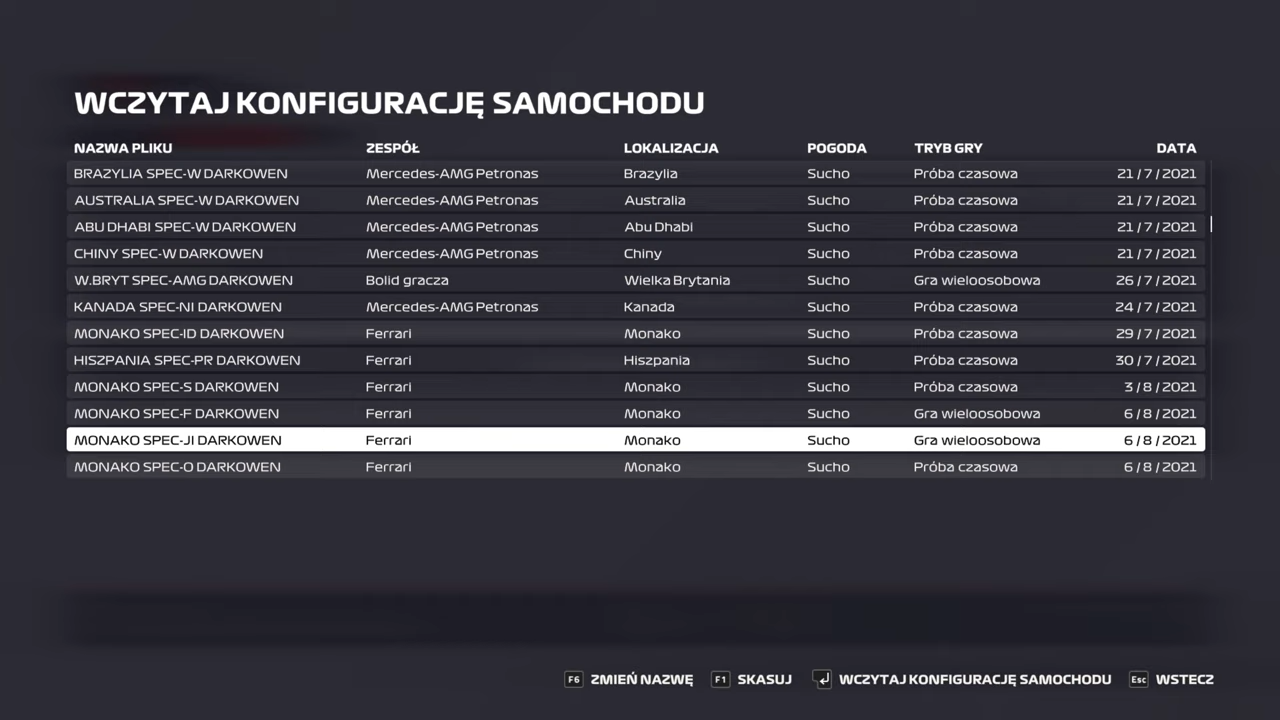 WCZYTAJ KONFIGURACJĘ SAMOCHODU
NAZWA PLIKU ZESPÓŁ LOKALIZACJA POGODA TRYB GRY DATA
BRAZYLIA SPEC-W DARKOWEN Mercedes-AMG Petronas Brazylia Sucho Próba czasowa 21 / 7 / 2021
AUSTRALIA SPEC-W DARKOWEN Mercedes-AMG Petronas Australia Sucho Próba czasowa 21 / 7 / 2021
ABU DHABI SPEC-W DARKOWEN Mercedes-AMG Petronas Abu Dhabi Sucho Próba czasowa 21 / 7 / 2021
CHINY SPEC-W DARKOWEN Mercedes-AMG Petronas Chiny Sucho Próba czasowa 21 / 7 / 2021
W.BRYT SPEC-AMG DARKOWEN Bolid gracza Wielka Brytania Sucho Gra wieloosobowa 26 / 7 / 2021
KANADA SPEC-NI DARKOWEN Mercedes-AMG Petronas Kanada Sucho Próba czasowa 24 / 7 / 2021
MONAKO SPEC-ID DARKOWEN Ferrari Monako Sucho Próba czasowa 29 / 7 / 2021
HISZPANIA SPEC-PR DARKOWEN Ferrari Hiszpania Sucho Próba czasowa 30 / 7 / 2021
MONAKO SPEC-S DARKOWEN Ferrari Monako Sucho Próba czasowa 3 / 8 / 2021
MONAKO SPEC-F DARKOWEN Ferrari Monako Sucho Gra wieloosobowa 6 / 8 / 2021
MONAKO SPEC-JI DARKOWEN Ferrari Monako Sucho Gra wieloosobowa 6 / 8 / 2021
MONAKO SPEC-O DARKOWEN Ferrari Monako Sucho Próba czasowa 6 / 8 / 2021
F6 ZMIEŃ NAZWĘ F1 SKASUJ WCZYTAJ KONFIGURACJĘ SAMOCHODU Esc WSTECZ